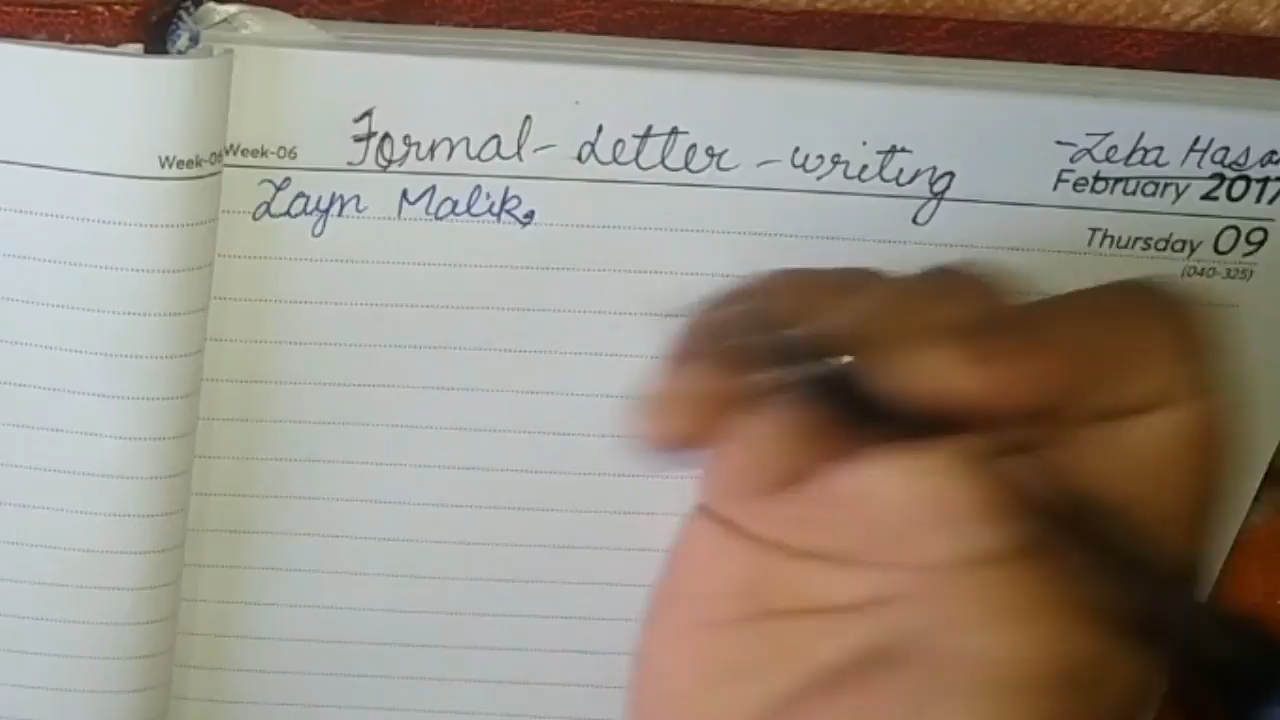 Week-06 Week-06 Formal-Letter-writing -Zeba Hasa
February 2017
Zayn Malik,
Thursday 09
(040-325)